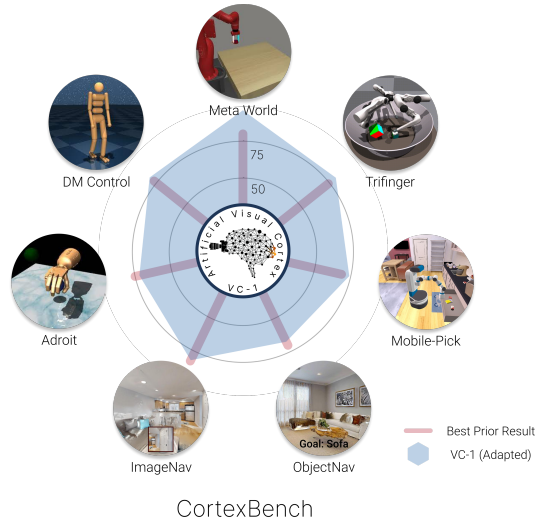 Meta World
75
DM Control
Trifinger
50
Artificial Visual Cortex
VC-1
Adroit
Mobile-Pick
Goal: Sofa
Best Prior Result
VC-1 (Adapted)
ImageNav
ObjectNav
CortexBench